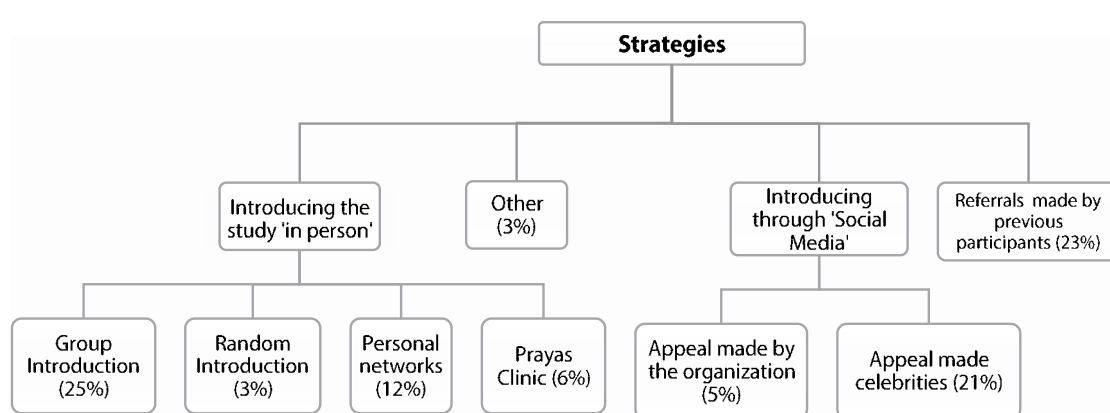 Strategies
Introducing the
study 'in person'
Other
(3%)
Introducing
through 'Social
Media'
Referrals made by
previous
participants (23%)
Group
Introduction
(25%)
Random
Introduction
(3%)
Personal
networks
(12%)
Prayas
Clinic (6%)
Appeal made by
the organization
(5%)
Appeal made
celebrities (21%)